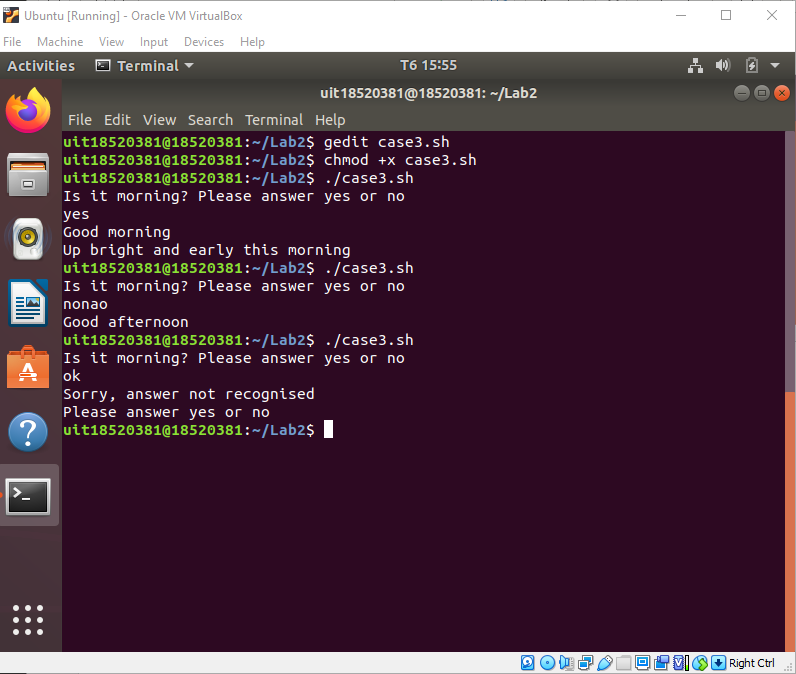 Ubuntu [Running] - Oracle VM VirtualBox
File Machine View Input Devices Help
Activities Terminal T6 15:55
uit18520381@18520381: ~/Lab2
File Edit View Search Terminal Help
uit18520381@18520381:~/Lab2$ gedit case3.sh
uit18520381@18520381:~/Lab2$ chmod +x case3.sh
uit18520381@18520381:~/Lab2$ ./case3.sh
Is it morning? Please answer yes or no
yes
Good morning
Up bright and early this morning
uit18520381@18520381:~/Lab2$ ./case3.sh
Is it morning? Please answer yes or no
nonao
Good afternoon
uit18520381@18520381:~/Lab2$ ./case3.sh
Is it morning? Please answer yes or no
ok
Sorry, answer not recognised
Please answer yes or no
uit18520381@18520381:~/Lab2$
Right Ctrl